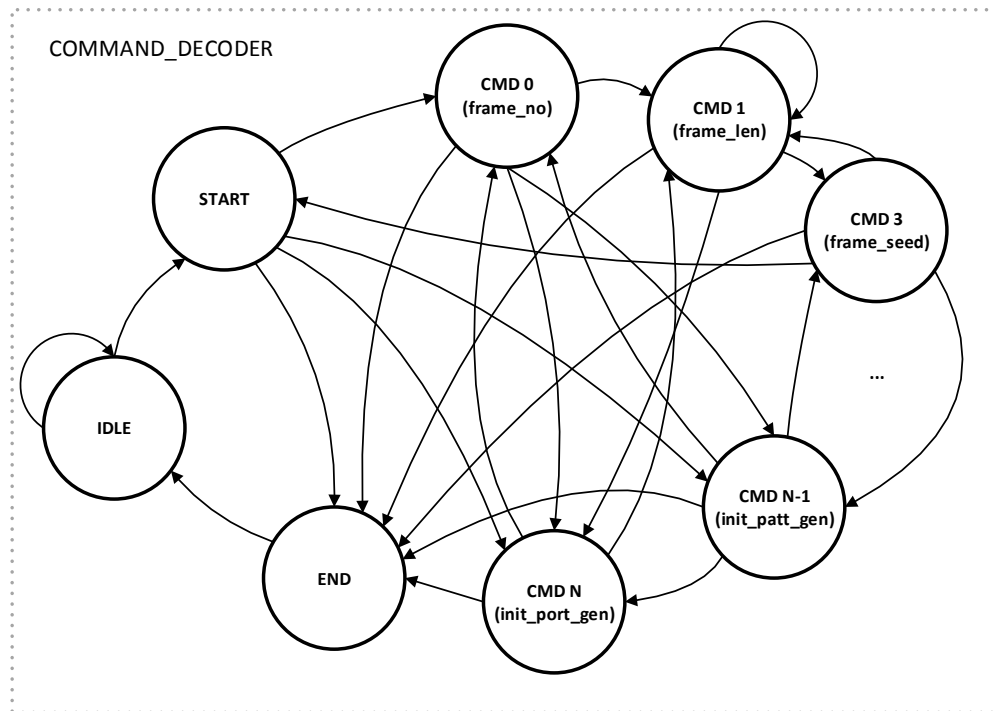 COMMAND_DECODER
CMD 0
(frame_no)
CMD 1
(frame_len)
START
CMD 3
(frame_seed)
...
IDLE
CMD N-1
(init_patt_gen)
END
CMD N
(init_port_gen)